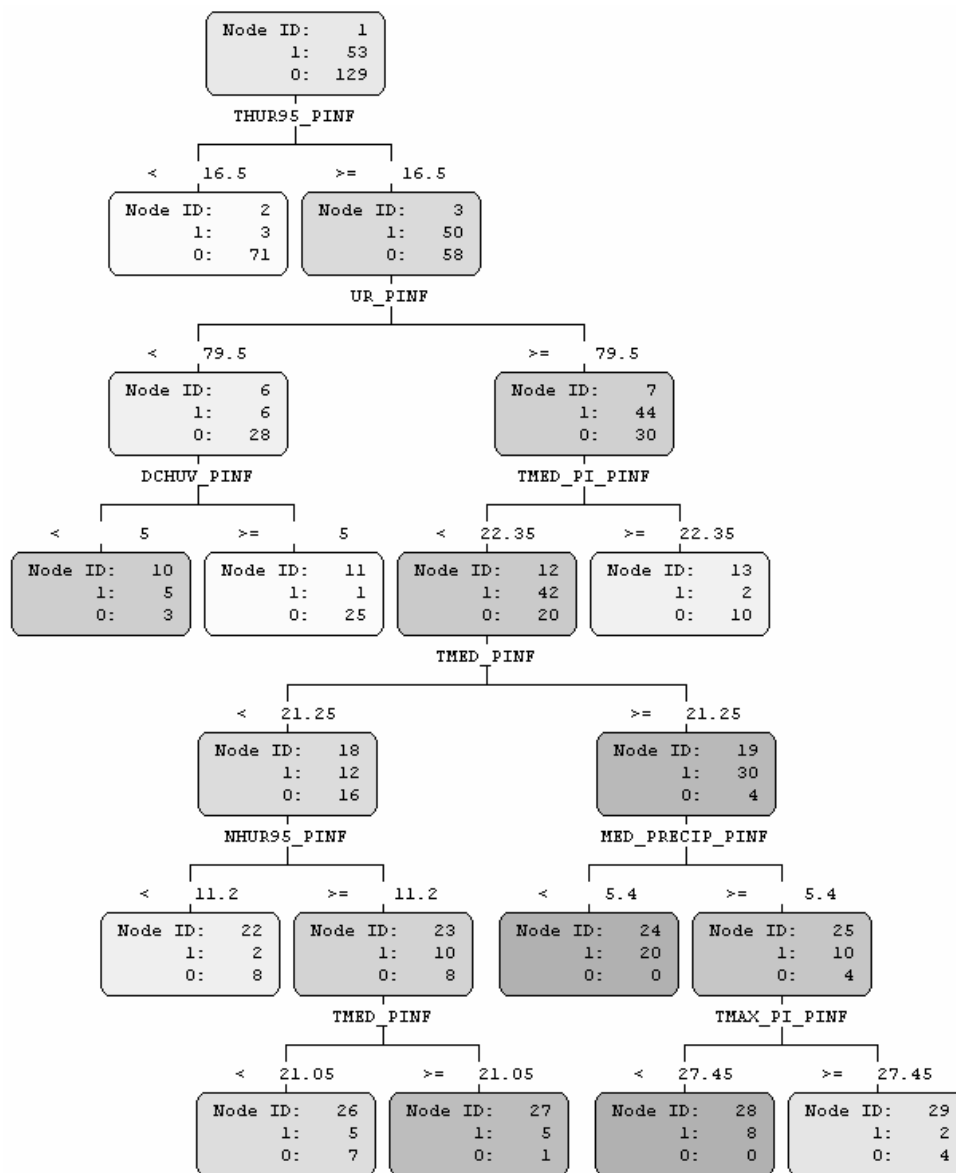 Node ID: 1
1: 53
0: 129
THUR95_PINF
< 16.5 >= 16.5
Node ID: 2 Node ID: 3
1: 3 1: 50
0: 71 0: 58
UR_PINF
< 79.5 >= 79.5
Node ID: 6 Node ID: 7
1: 6 1: 44
0: 28 0: 30
DCHUV_PINF TMED_PI_PINF
< 5 >= 5 < 22.35 >= 22.35
Node ID: 10 Node ID: 11 Node ID: 12 Node ID: 13
1: 5 1: 1 1: 42 1: 2
0: 3 0: 25 0: 20 0: 10
TMED_PINF
< 21.25 >= 21.25
Node ID: 18 Node ID: 19
1: 12 1: 30
0: 16 0: 4
NHUR95_PINF MED_PRECIP_PINF
< 11.2 >= 11.2 < 5.4 >= 5.4
Node ID: 22 Node ID: 23 Node ID: 24 Node ID: 25
1: 2 1: 10 1: 20 1: 10
0: 8 0: 8 0: 0 0: 4
TMED_PINF TMAX_PI_PINF
< 21.05 >= 21.05 < 27.45 >= 27.45
Node ID: 26 Node ID: 27 Node ID: 28 Node ID: 29
1: 5 1: 5 1: 8 1: 2
0: 7 0: 1 0: 0 0: 4